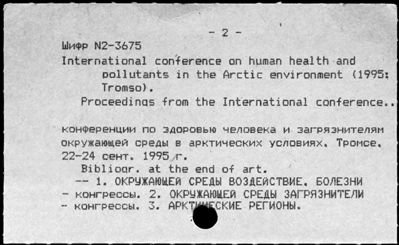 - 2 -
Шифр N2-3675
International conference on human health and
pollutants in the Arctic environment (1995;
Tromso).
Proceedings from the International conference..
конференции по здоровью человека и загрязнителям
окружающей среды в арктических условиях, Тромсе,
22-24 сент. 1995 г.
Bibliogr. at the end of art.
-- 1. ОКРУЖАЮЩЕЙ СРЕДЫ ВОЗДЕЙСТВИЕ, БОЛЕЗНИ
- конгрессы. 2. ОКРУЖАЮЩЕЙ СРЕДЫ ЗАГРЯЗНИТЕЛИ
- конгрессы. 3. АРКТИЧЕСКИЕ РЕГИОНЫ.